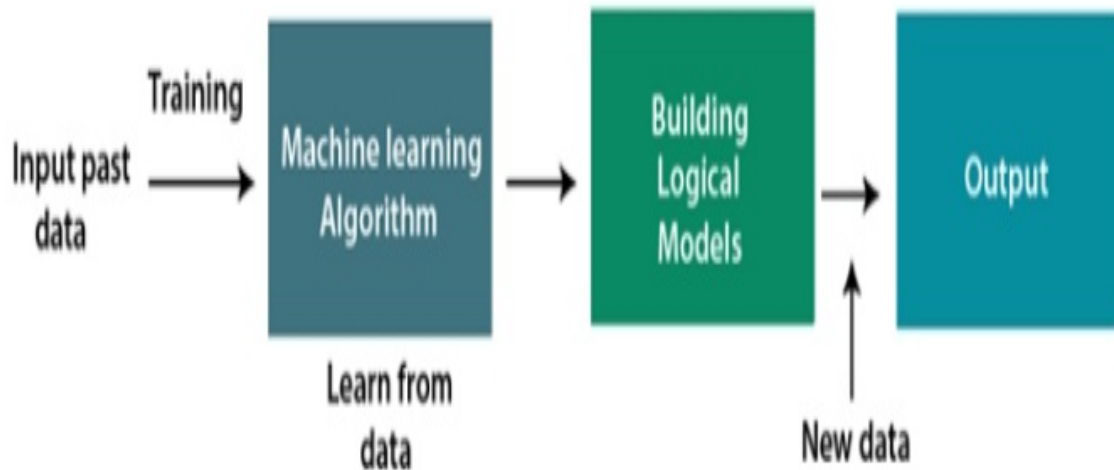 Training
Input past
data
Machine learning
Algorithm
Learn from
data
Building
Logical
Models
New data
Output